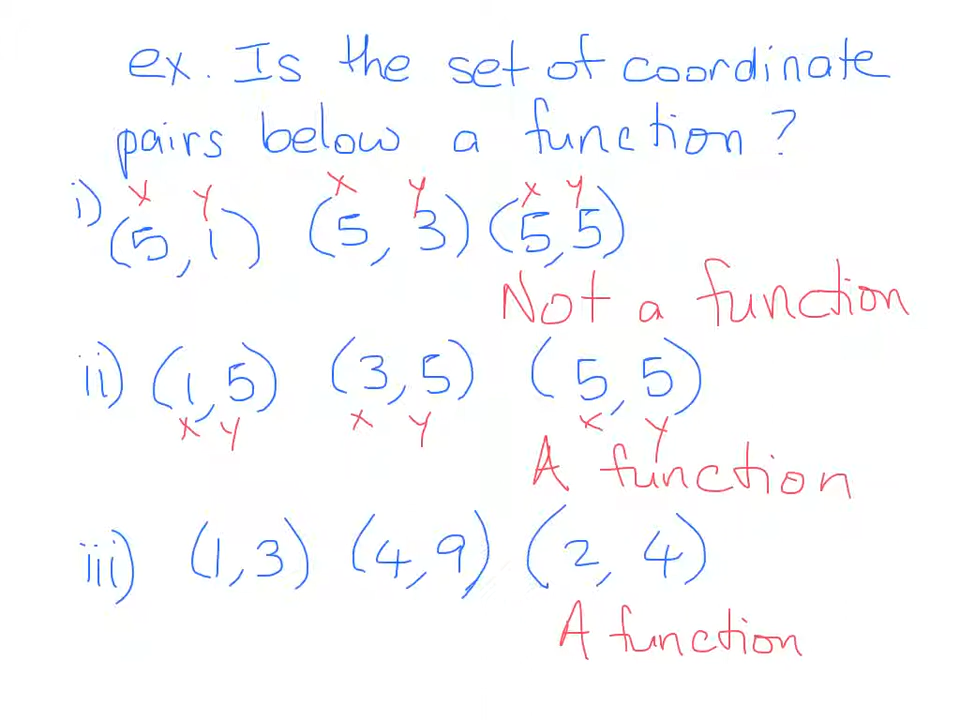 ex. Is the set of coordinate
pairs below a function?
x y x y x y
i) (5, 1) (5, 3) (5, 5)
Not a function
ii) (1, 5) (3, 5) (5, 5)
x y x y x y
A function
iii) (1, 3) (4, 9) (2, 4)
A function